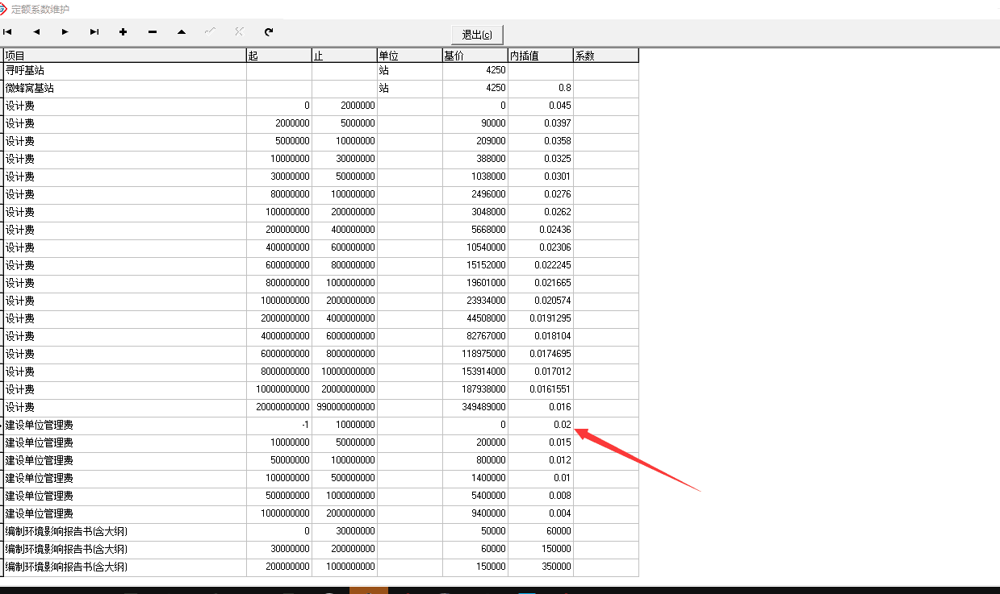 定额系数维护
退出(c)
项目 起 止 单位 基价 内插值 系数
寻呼基站 站 4250
微蜂窝基站 站 4250 0.8
设计费 0 2000000 0 0.045
设计费 2000000 5000000 90000 0.0397
设计费 5000000 10000000 209000 0.0358
设计费 10000000 30000000 388000 0.0325
设计费 30000000 50000000 1038000 0.0301
设计费 80000000 100000000 2496000 0.0276
设计费 100000000 200000000 3048000 0.0262
设计费 200000000 400000000 5668000 0.02436
设计费 400000000 600000000 10540000 0.02306
设计费 600000000 800000000 15152000 0.022245
设计费 800000000 1000000000 19601000 0.021665
设计费 1000000000 2000000000 23934000 0.020574
设计费 2000000000 4000000000 44508000 0.0191295
设计费 4000000000 6000000000 82767000 0.018104
设计费 6000000000 8000000000 118975000 0.0174695
设计费 8000000000 10000000000 153914000 0.017012
设计费 10000000000 20000000000 187938000 0.0161551
设计费 20000000000 990000000000 349489000 0.016
建设单位管理费 -1 10000000 0 0.02
建设单位管理费 10000000 50000000 200000 0.015
建设单位管理费 50000000 100000000 800000 0.012
建设单位管理费 100000000 500000000 1400000 0.01
建设单位管理费 500000000 1000000000 5400000 0.008
建设单位管理费 1000000000 2000000000 9400000 0.004
编制环境影响报告书(含大纲) 0 30000000 50000 60000
编制环境影响报告书(含大纲) 30000000 200000000 60000 150000
编制环境影响报告书(含大纲) 200000000 1000000000 150000 350000